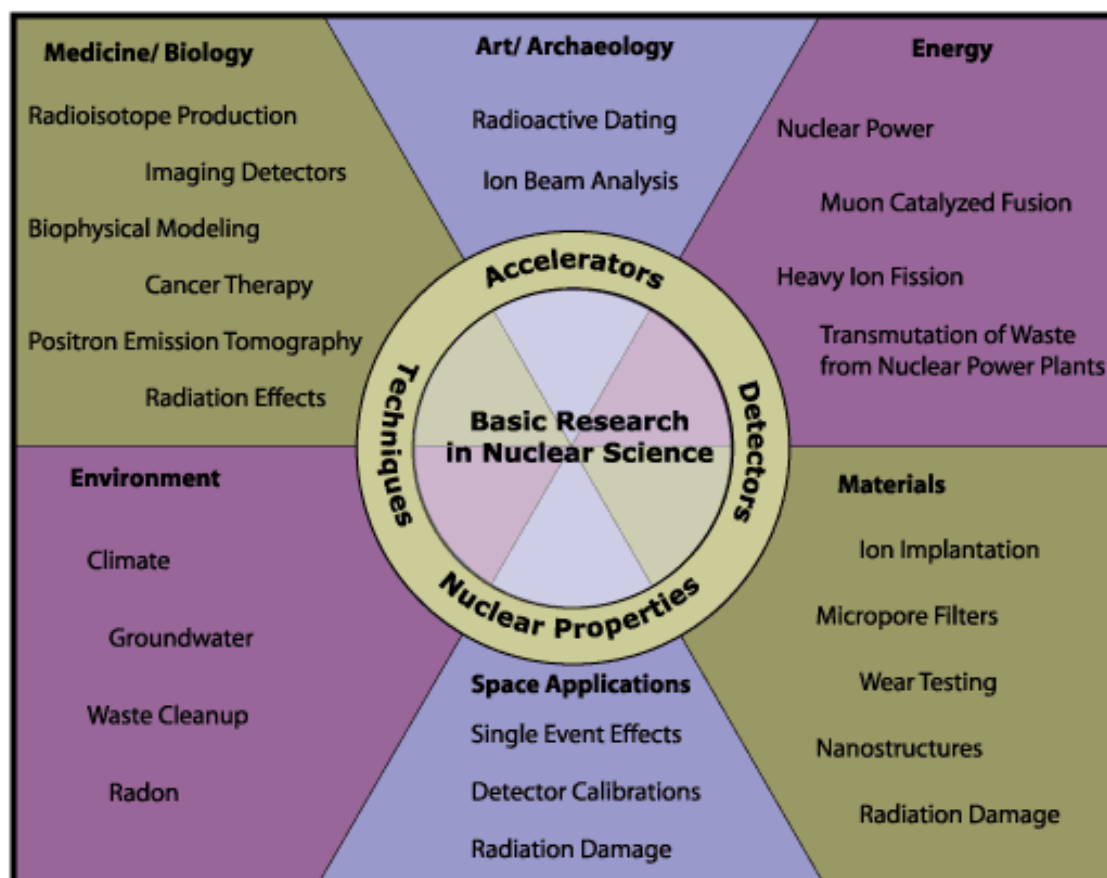 Medicine/ Biology
Radioisotope Production
Imaging Detectors
Biophysical Modeling
Cancer Therapy
Positron Emission Tomography
Radiation Effects
Art/ Archaeology
Radioactive Dating
Ion Beam Analysis
Energy
Nuclear Power
Muon Catalyzed Fusion
Heavy Ion Fission
Transmutation of Waste
from Nuclear Power Plants
Accelerators
Techniques
Detectors
Nuclear Properties
Basic Research
in Nuclear Science
Environment
Climate
Groundwater
Waste Cleanup
Radon
Space Applications
Single Event Effects
Detector Calibrations
Radiation Damage
Materials
Ion Implantation
Micropore Filters
Wear Testing
Nanostructures
Radiation Damage